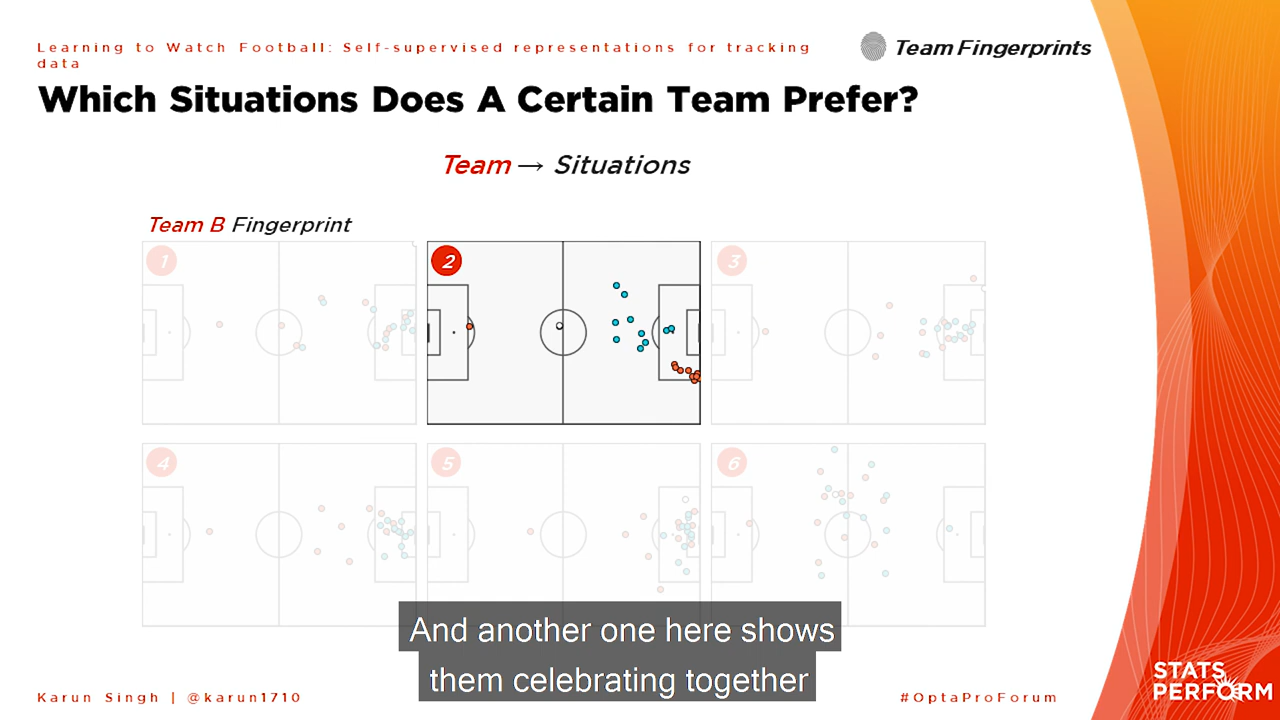 Learning to Watch Football: Self-supervised representations for tracking
data
Team Fingerprints
Which Situations Does A Certain Team Prefer?
Team → Situations
Team B Fingerprint
1
2
3
4
5
6
And another one here shows
them celebrating together
Karun Singh | @karun1710
#OptaProForum
STATS
PERFORM